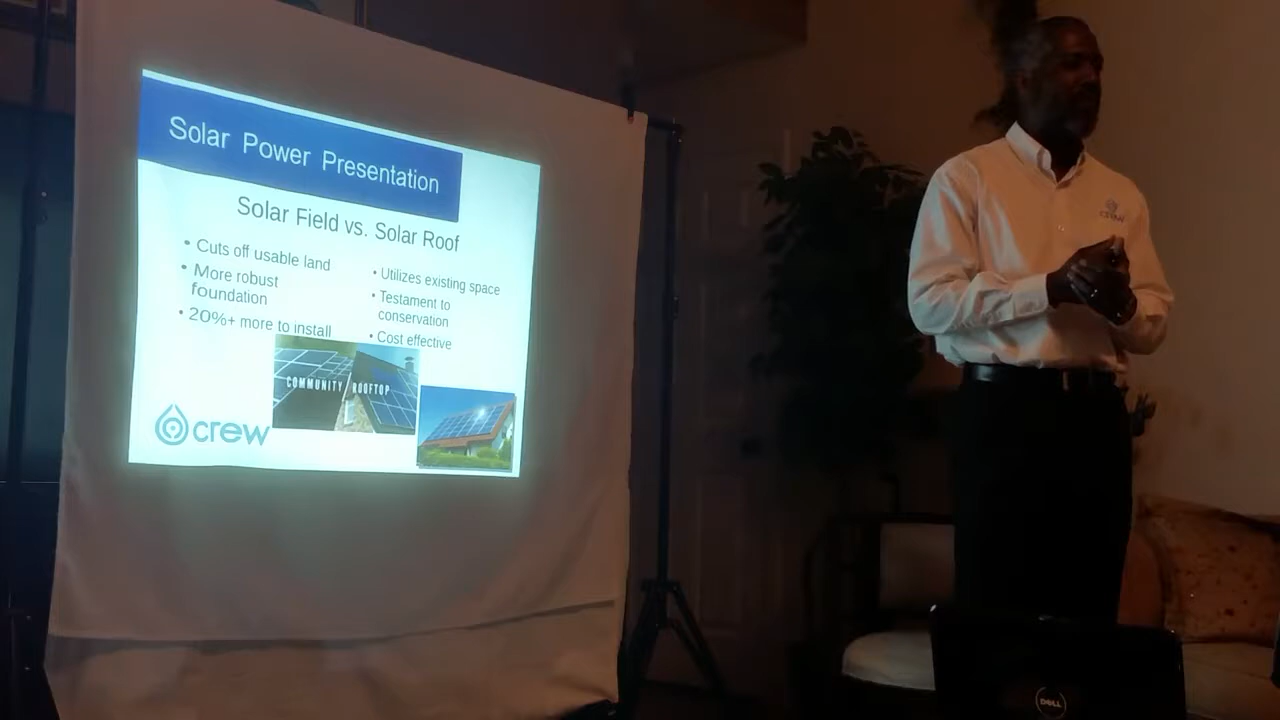 Solar Power Presentation
Solar Field vs. Solar Roof
• Cuts off usable land
• More robust
foundation
• 20%+ more to install
• Utilizes existing space
• Testament to
conservation
• Cost effective
COMMUNITY / ROOFTOP
crew
crew
DELL